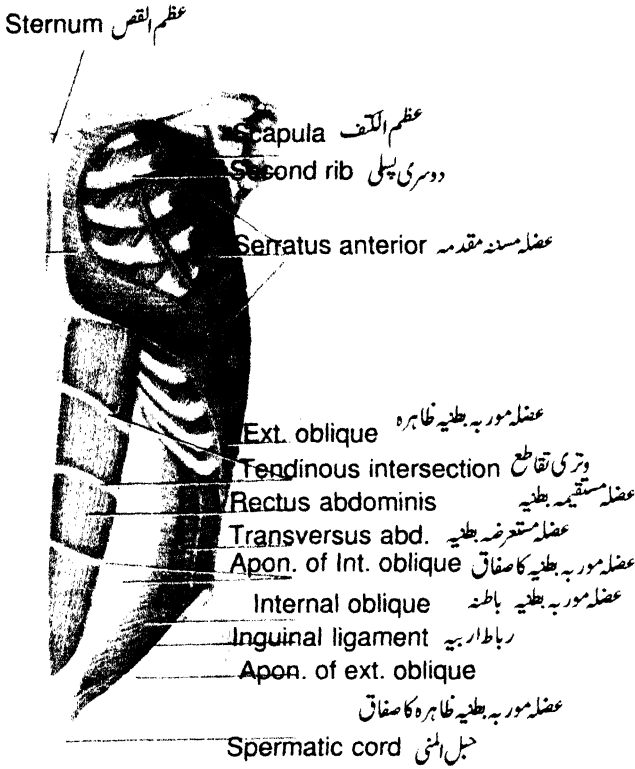 Sternum عظم القص
Scapula عظم الکتف
Second rib دوسری پسلی
Serratus anterior عضلہ مسننہ مقدمہ
Ext. oblique عضلہ موربہ بطنیہ ظاہرہ
Tendinous intersection وتری تقاطع
Rectus abdominis عضلہ مستقیمہ بطنیہ
Transversus abd. عضلہ مستعرضہ بطنیہ
Apon. of Int. oblique عضلہ موربہ بطنیہ کا صفاق
Internal oblique عضلہ موربہ بطنیہ باطنہ
Inguinal ligament رباط اربیہ
Apon. of ext. oblique
عضلہ موربہ بطنیہ ظاہرہ کا صفاق
Spermatic cord حبل المنی